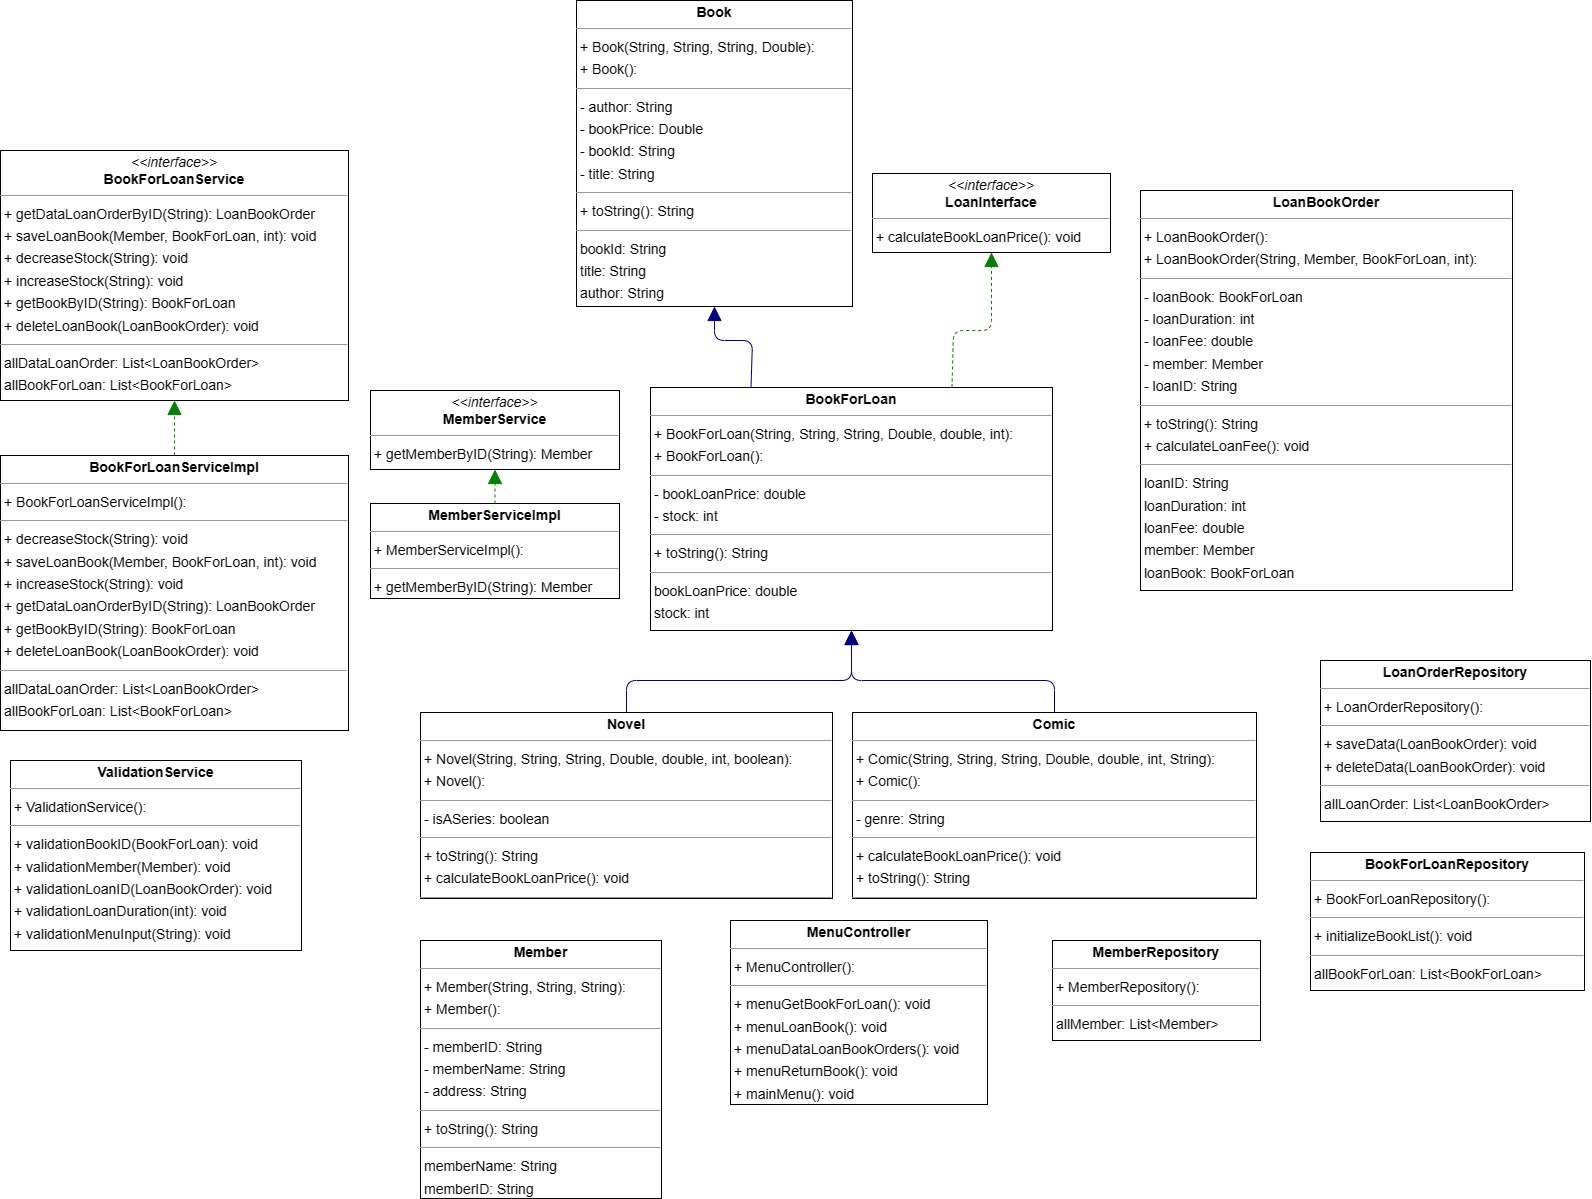 Book
+ Book(String, String, String, Double):
+ Book():
- author: String
- bookPrice: Double
- bookId: String
- title: String
+ toString(): String
bookId: String
title: String
author: String
<<interface>>
BookForLoanService
+ getDataLoanOrderByID(String): LoanBookOrder
+ saveLoanBook(Member, BookForLoan, int): void
+ decreaseStock(String): void
+ increaseStock(String): void
+ getBookByID(String): BookForLoan
+ deleteLoanBook(LoanBookOrder): void
allDataLoanOrder: List<LoanBookOrder>
allBookForLoan: List<BookForLoan>
<<interface>>
LoanInterface
+ calculateBookLoanPrice(): void
LoanBookOrder
+ LoanBookOrder():
+ LoanBookOrder(String, Member, BookForLoan, int):
- loanBook: BookForLoan
- loanDuration: int
- loanFee: double
- member: Member
- loanID: String
+ toString(): String
+ calculateLoanFee(): void
loanID: String
loanDuration: int
loanFee: double
member: Member
loanBook: BookForLoan
<<interface>>
MemberService
+ getMemberByID(String): Member
BookForLoan
+ BookForLoan(String, String, String, Double, double, int):
+ BookForLoan():
- bookLoanPrice: double
- stock: int
+ toString(): String
bookLoanPrice: double
stock: int
BookForLoanServiceImpl
+ BookForLoanServiceImpl():
+ decreaseStock(String): void
+ saveLoanBook(Member, BookForLoan, int): void
+ increaseStock(String): void
+ getDataLoanOrderByID(String): LoanBookOrder
+ getBookByID(String): BookForLoan
+ deleteLoanBook(LoanBookOrder): void
allDataLoanOrder: List<LoanBookOrder>
allBookForLoan: List<BookForLoan>
MemberServiceImpl
+ MemberServiceImpl():
+ getMemberByID(String): Member
LoanOrderRepository
+ LoanOrderRepository():
+ saveData(LoanBookOrder): void
+ deleteData(LoanBookOrder): void
allLoanOrder: List<LoanBookOrder>
Novel
+ Novel(String, String, String, Double, double, int, boolean):
+ Novel():
- isASeries: boolean
+ toString(): String
+ calculateBookLoanPrice(): void
Comic
+ Comic(String, String, String, Double, double, int, String):
+ Comic():
- genre: String
+ calculateBookLoanPrice(): void
+ toString(): String
ValidationService
+ ValidationService():
+ validationBookID(BookForLoan): void
+ validationMember(Member): void
+ validationLoanID(LoanBookOrder): void
+ validationLoanDuration(int): void
+ validationMenuInput(String): void
BookForLoanRepository
+ BookForLoanRepository():
+ initializeBookList(): void
allBookForLoan: List<BookForLoan>
Member
+ Member(String, String, String):
+ Member():
- memberID: String
- memberName: String
- address: String
+ toString(): String
memberName: String
memberID: String
MenuController
+ MenuController():
+ menuGetBookForLoan(): void
+ menuLoanBook(): void
+ menuDataLoanBookOrders(): void
+ menuReturnBook(): void
+ mainMenu(): void
MemberRepository
+ MemberRepository():
allMember: List<Member>